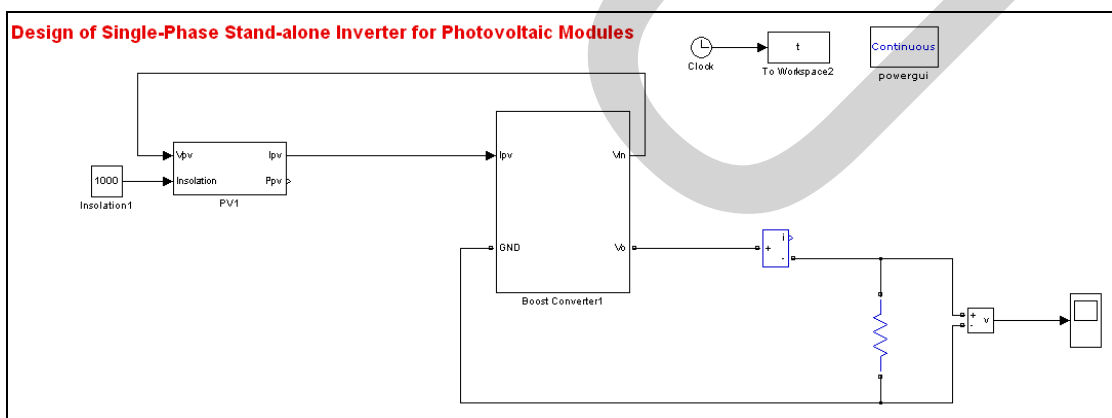 Design of Single-Phase Stand-alone Inverter for Photovoltaic Modules
Clock
t
To Workspace2
Continuous
powergui
1000
Insolation1
Vpv
Insolation
Ipv
Ppv
PV1
Ipv
GND
Vin
Vo
Boost Converter1
+
i
-
+
-
v